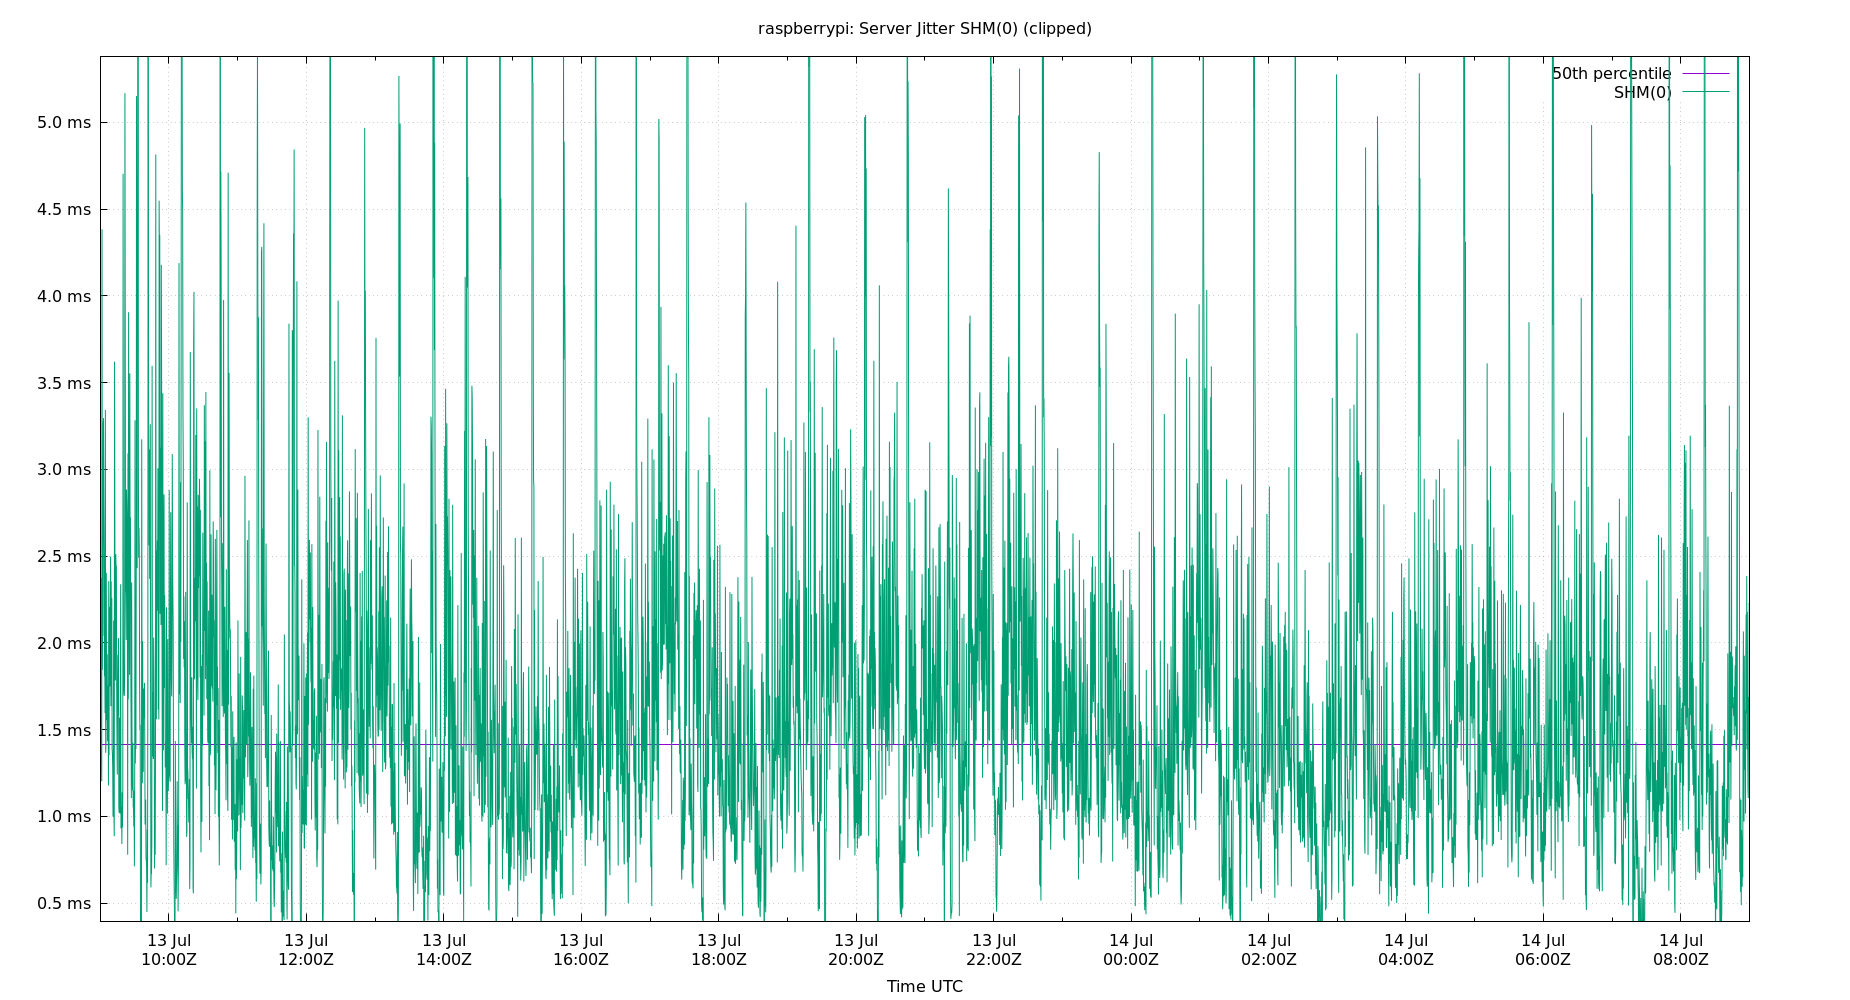 raspberrypi: Server Jitter SHM(0) (clipped)
50th percentile
SHM(0)
5.0 ms
4.5 ms
4.0 ms
3.5 ms
3.0 ms
2.5 ms
2.0 ms
1.5 ms
1.0 ms
0.5 ms
13 Jul 13 Jul 13 Jul 13 Jul 13 Jul 13 Jul 13 Jul 14 Jul 14 Jul 14 Jul 14 Jul 14 Jul
10:00Z 12:00Z 14:00Z 16:00Z 18:00Z 20:00Z 22:00Z 00:00Z 02:00Z 04:00Z 06:00Z 08:00Z
Time UTC